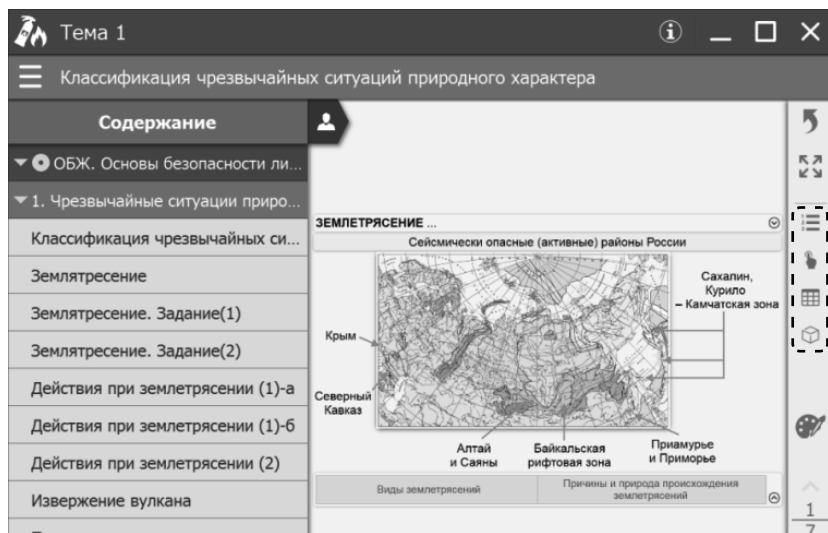 Тема 1
Классификация чрезвычайных ситуаций природного характера
Содержание
ОБЖ. Основы безопасности ли...
1. Чрезвычайные ситуации приро...
Классификация чрезвычайных си...
Землятресение
Землятресение. Задание(1)
Землятресение. Задание(2)
Действия при землетрясении (1)-а
Действия при землетрясении (1)-б
Действия при землетрясении (2)
Извержение вулкана
ЗЕМЛЕТРЯСЕНИЕ ...
Сейсмически опасные (активные) районы России
Сахалин,
Курило
– Камчатская зона
Крым
Северный
Кавказ
Алтай
и Саяны
Байкальская
рифтовая зона
Приамурье
и Приморье
Виды землетрясений
Причины и природа происхождения
землетрясений
1
7